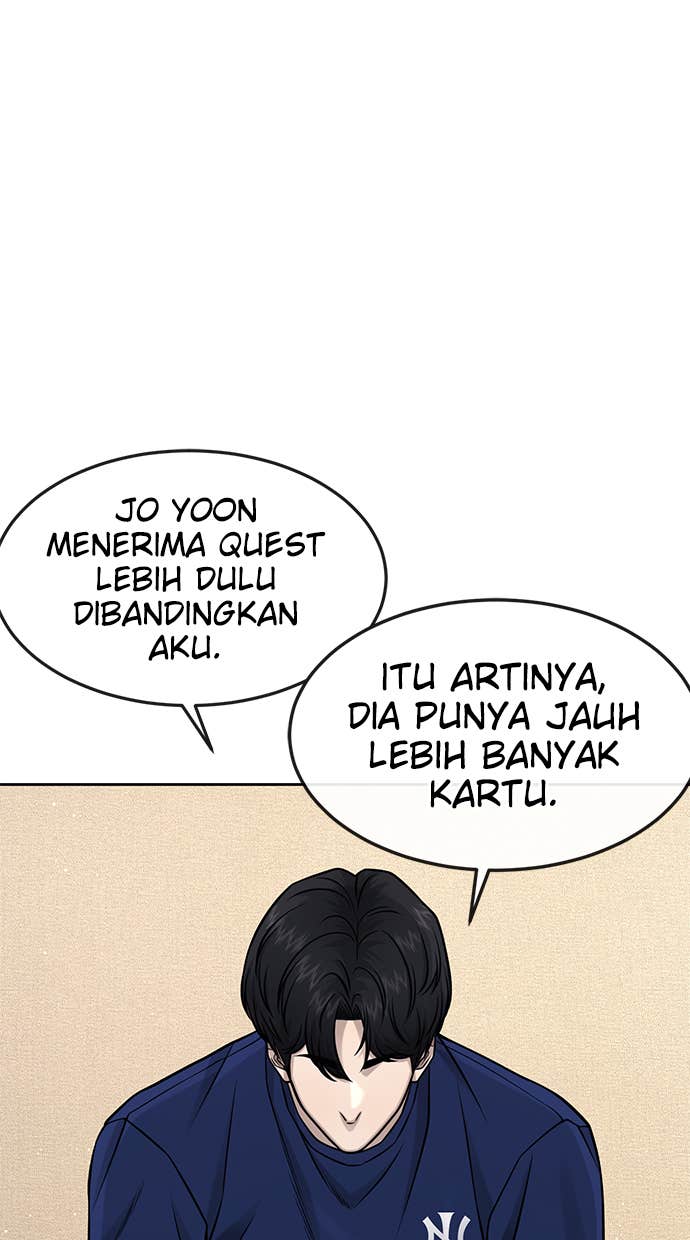 JO YOON
MENERIMA QUEST
LEBIH DULU
DIBANDINGKAN
AKU.
ITU ARTINYA,
DIA PUNYA JAUH
LEBIH BANYAK
KARTU.
NY